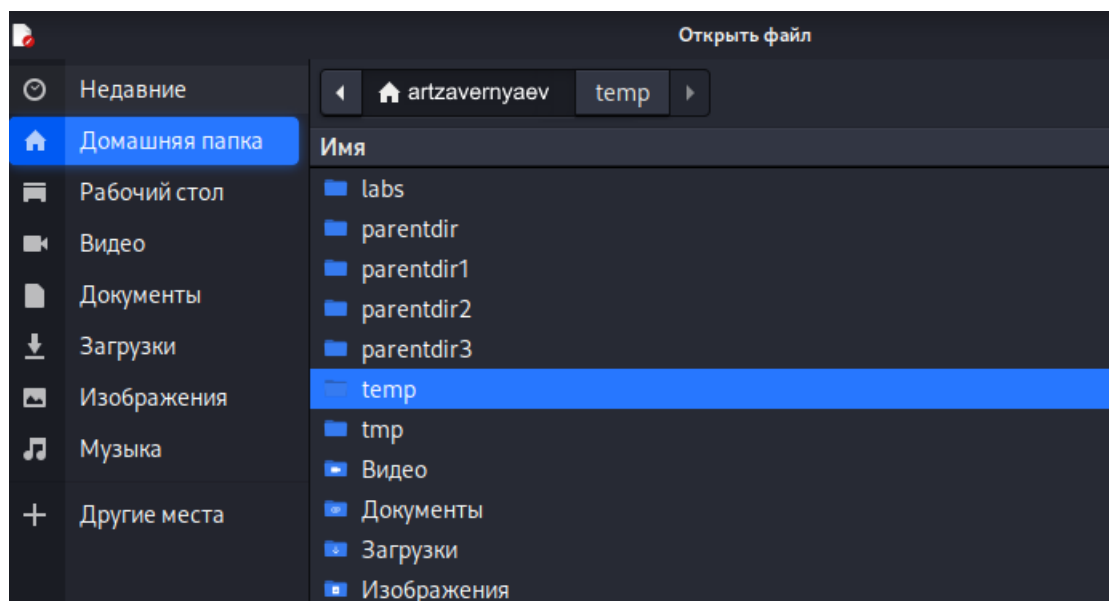 Открыть файл
Недавние
Домашняя папка
Рабочий стол
Видео
Документы
Загрузки
Изображения
Музыка
Другие места
artzavernyaev temp
Имя
labs
parentdir
parentdir1
parentdir2
parentdir3
temp
tmp
Видео
Документы
Загрузки
Изображения